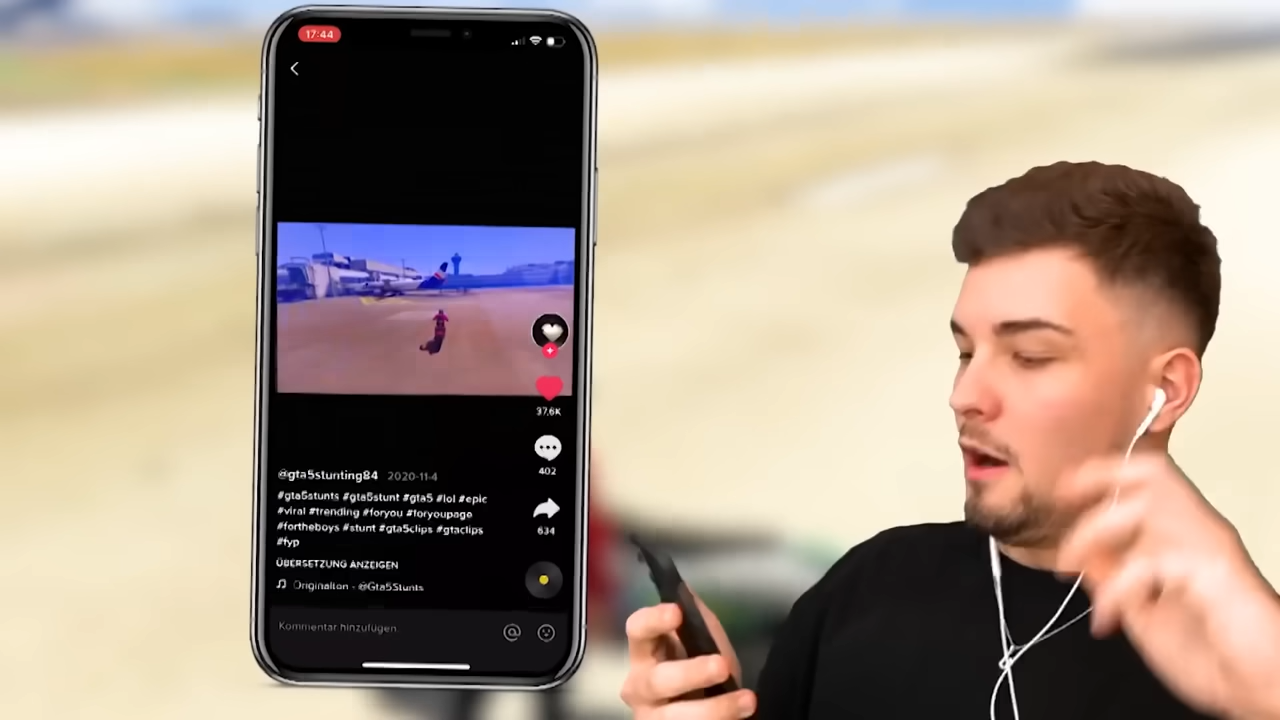 17:44
37,6K
402
634
@gta5stunting84 2020-11-4
#gta5stunts #gta5stunt #gta5 #lol #epic
#viral #trending #foryou #foryoupage
#fortheboys #stunt #gta5clips #gtaclips
#fyp
ÜBERSETZUNG ANZEIGEN
Originalton - @Gta5Stunts
Kommentar hinzufügen.